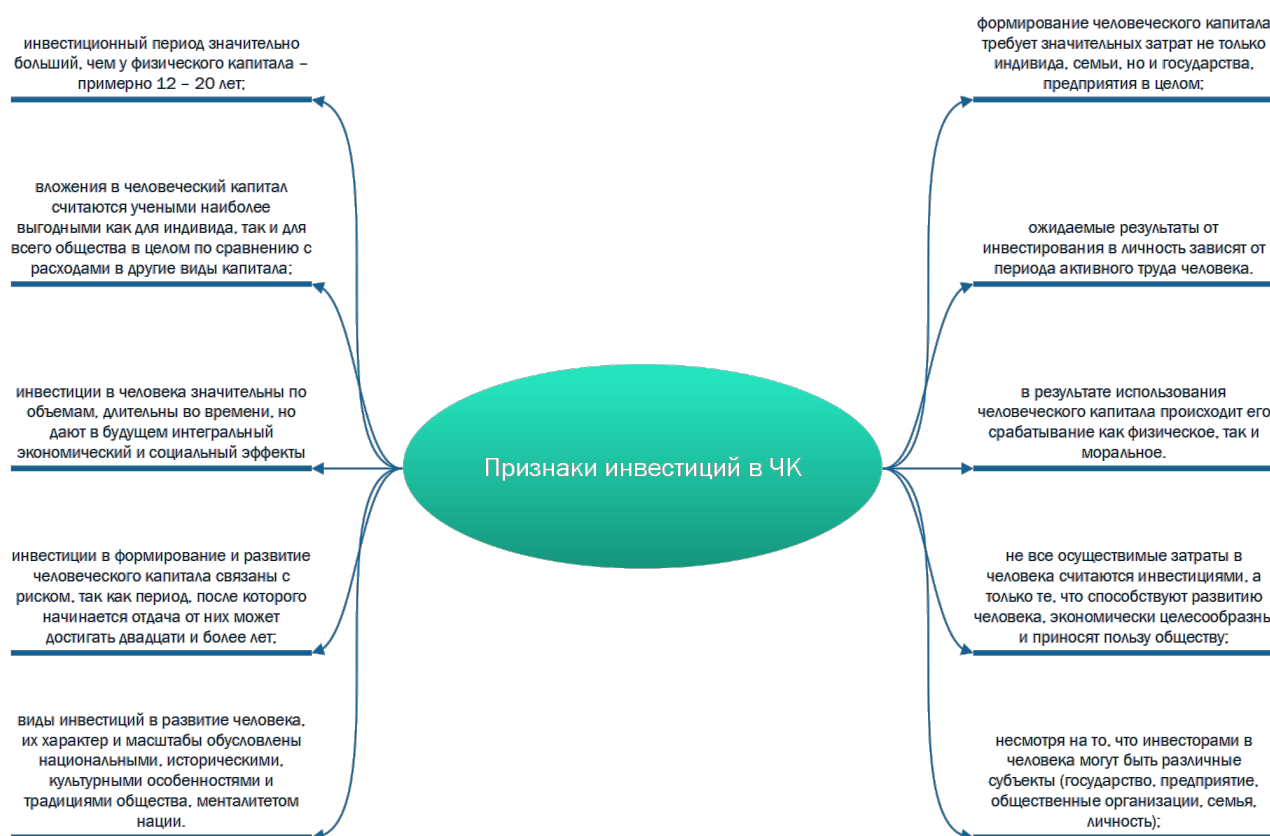 инвестиционный период значительно
больший, чем у физического капитала –
примерно 12 – 20 лет;
вложения в человеческий капитал
считаются учеными наиболее
выгодными как для индивида, так и для
всего общества в целом по сравнению с
расходами в другие виды капитала;
инвестиции в человека значительны по
объемам, длительны во времени, но
дают в будущем интегральный
экономический и социальный эффекты
инвестиции в формирование и развитие
человеческого капитала связаны с
риском, так как период, после которого
начинается отдача от них может
достигать двадцати и более лет;
виды инвестиций в развитие человека,
их характер и масштабы обусловлены
национальными, историческими,
культурными особенностями и
традициями общества, менталитетом
нации.
Признаки инвестиций в ЧК
формирование человеческого капитала
требует значительных затрат не только
индивида, семьи, но и государства,
предприятия в целом;
ожидаемые результаты от
инвестирования в личность зависят от
периода активного труда человека.
в результате использования
человеческого капитала происходит его
срабатывание как физическое, так и
моральное.
не все осуществимые затраты в
человека считаются инвестициями, а
только те, что способствуют развитию
человека, экономически целесообразны
и приносят пользу обществу;
несмотря на то, что инвесторами в
человека могут быть различные
субъекты (государство, предприятие,
общественные организации, семья,
личность);